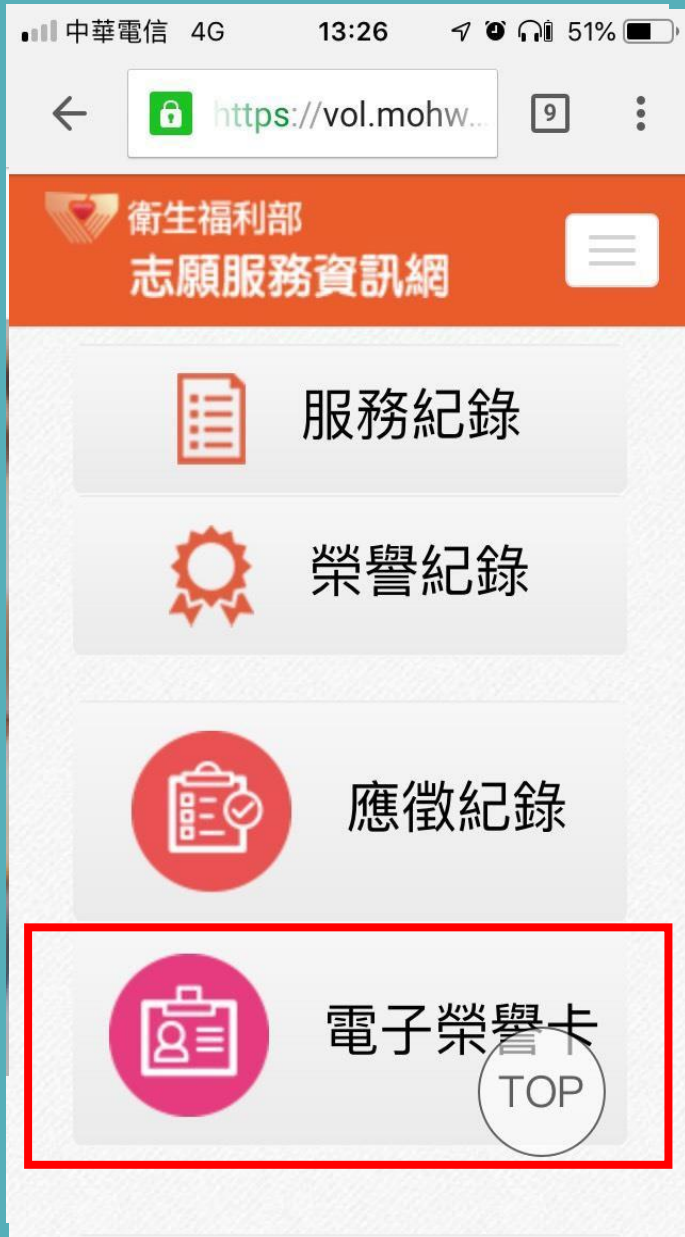 中華電信 4G 13:26 51%
https://vol.mohw... 9
衛生福利部
志願服務資訊網
服務紀錄
榮譽紀錄
應徵紀錄
電子榮譽卡
TOP